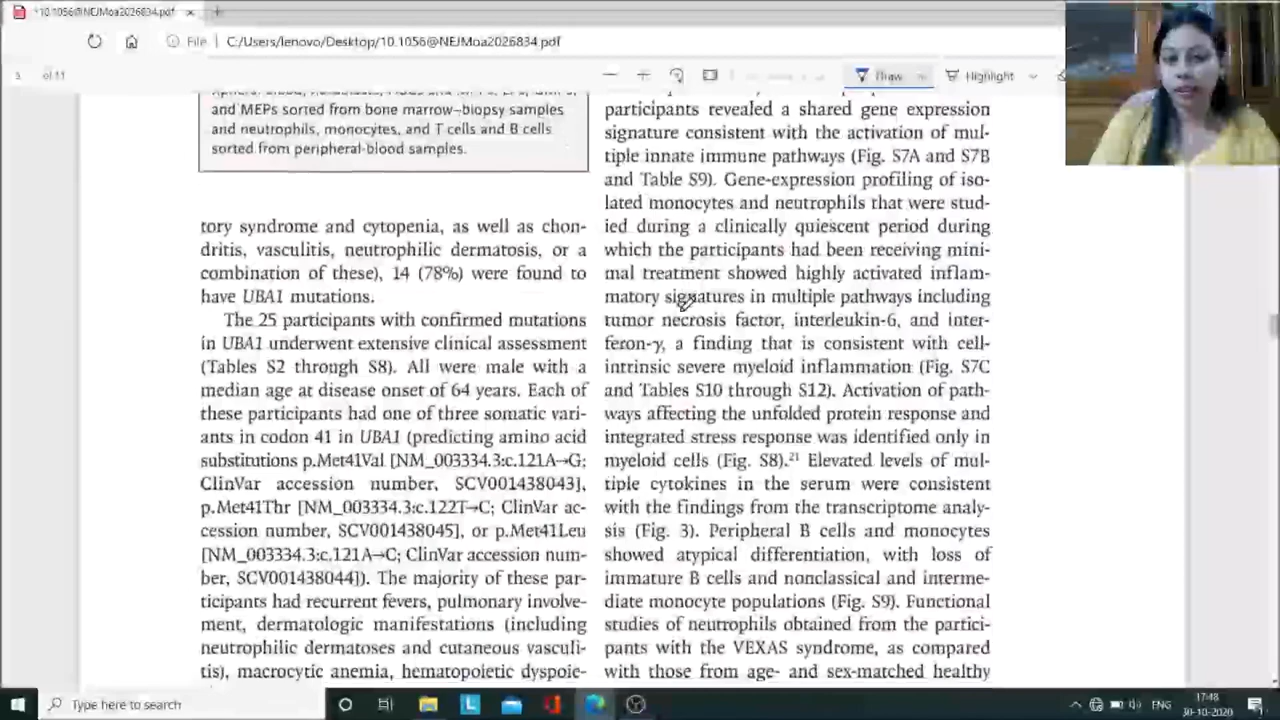 10.1056@NEJMoa2026834.pdf
File
C:/Users/lenovo/Desktop/10.1056@NEJMoa2026834.pdf
of 11
Draw
Highlight
and MEPs sorted from bone marrow–biopsy samples
and neutrophils, monocytes, and T cells and B cells
sorted from peripheral-blood samples.
tory syndrome and cytopenia, as well as chon-
dritis, vasculitis, neutrophilic dermatosis, or a
combination of these), 14 (78%) were found to
have UBA1 mutations.
The 25 participants with confirmed mutations
in UBA1 underwent extensive clinical assessment
(Tables S2 through S8). All were male with a
median age at disease onset of 64 years. Each of
these participants had one of three somatic vari-
ants in codon 41 in UBA1 (predicting amino acid
substitutions p.Met41Val [NM_003334.3:c.121A→G;
ClinVar accession number, SCV001438043],
p.Met41Thr [NM_003334.3:c.122T→C; ClinVar ac-
cession number, SCV001438045], or p.Met41Leu
[NM_003334.3:c.121A→C; ClinVar accession num-
ber, SCV001438044]). The majority of these par-
ticipants had recurrent fevers, pulmonary involve-
ment, dermatologic manifestations (including
neutrophilic dermatoses and cutaneous vasculi-
tis), macrocytic anemia, hematopoietic dyspoie-
participants revealed a shared gene expression
signature consistent with the activation of mul-
tiple innate immune pathways (Fig. S7A and S7B
and Table S9). Gene-expression profiling of iso-
lated monocytes and neutrophils that were stud-
ied during a clinically quiescent period during
which the participants had been receiving mini-
mal treatment showed highly activated inflam-
matory signatures in multiple pathways including
tumor necrosis factor, interleukin-6, and inter-
feron-γ, a finding that is consistent with cell-
intrinsic severe myeloid inflammation (Fig. S7C
and Tables S10 through S12). Activation of path-
ways affecting the unfolded protein response and
integrated stress response was identified only in
myeloid cells (Fig. S8).²¹ Elevated levels of mul-
tiple cytokines in the serum were consistent
with the findings from the transcriptome analy-
sis (Fig. 3). Peripheral B cells and monocytes
showed atypical differentiation, with loss of
immature B cells and nonclassical and interme-
diate monocyte populations (Fig. S9). Functional
studies of neutrophils obtained from the partici-
pants with the VEXAS syndrome, as compared
with those from age- and sex-matched healthy
Type here to search
ENG
17:48
30-10-2020